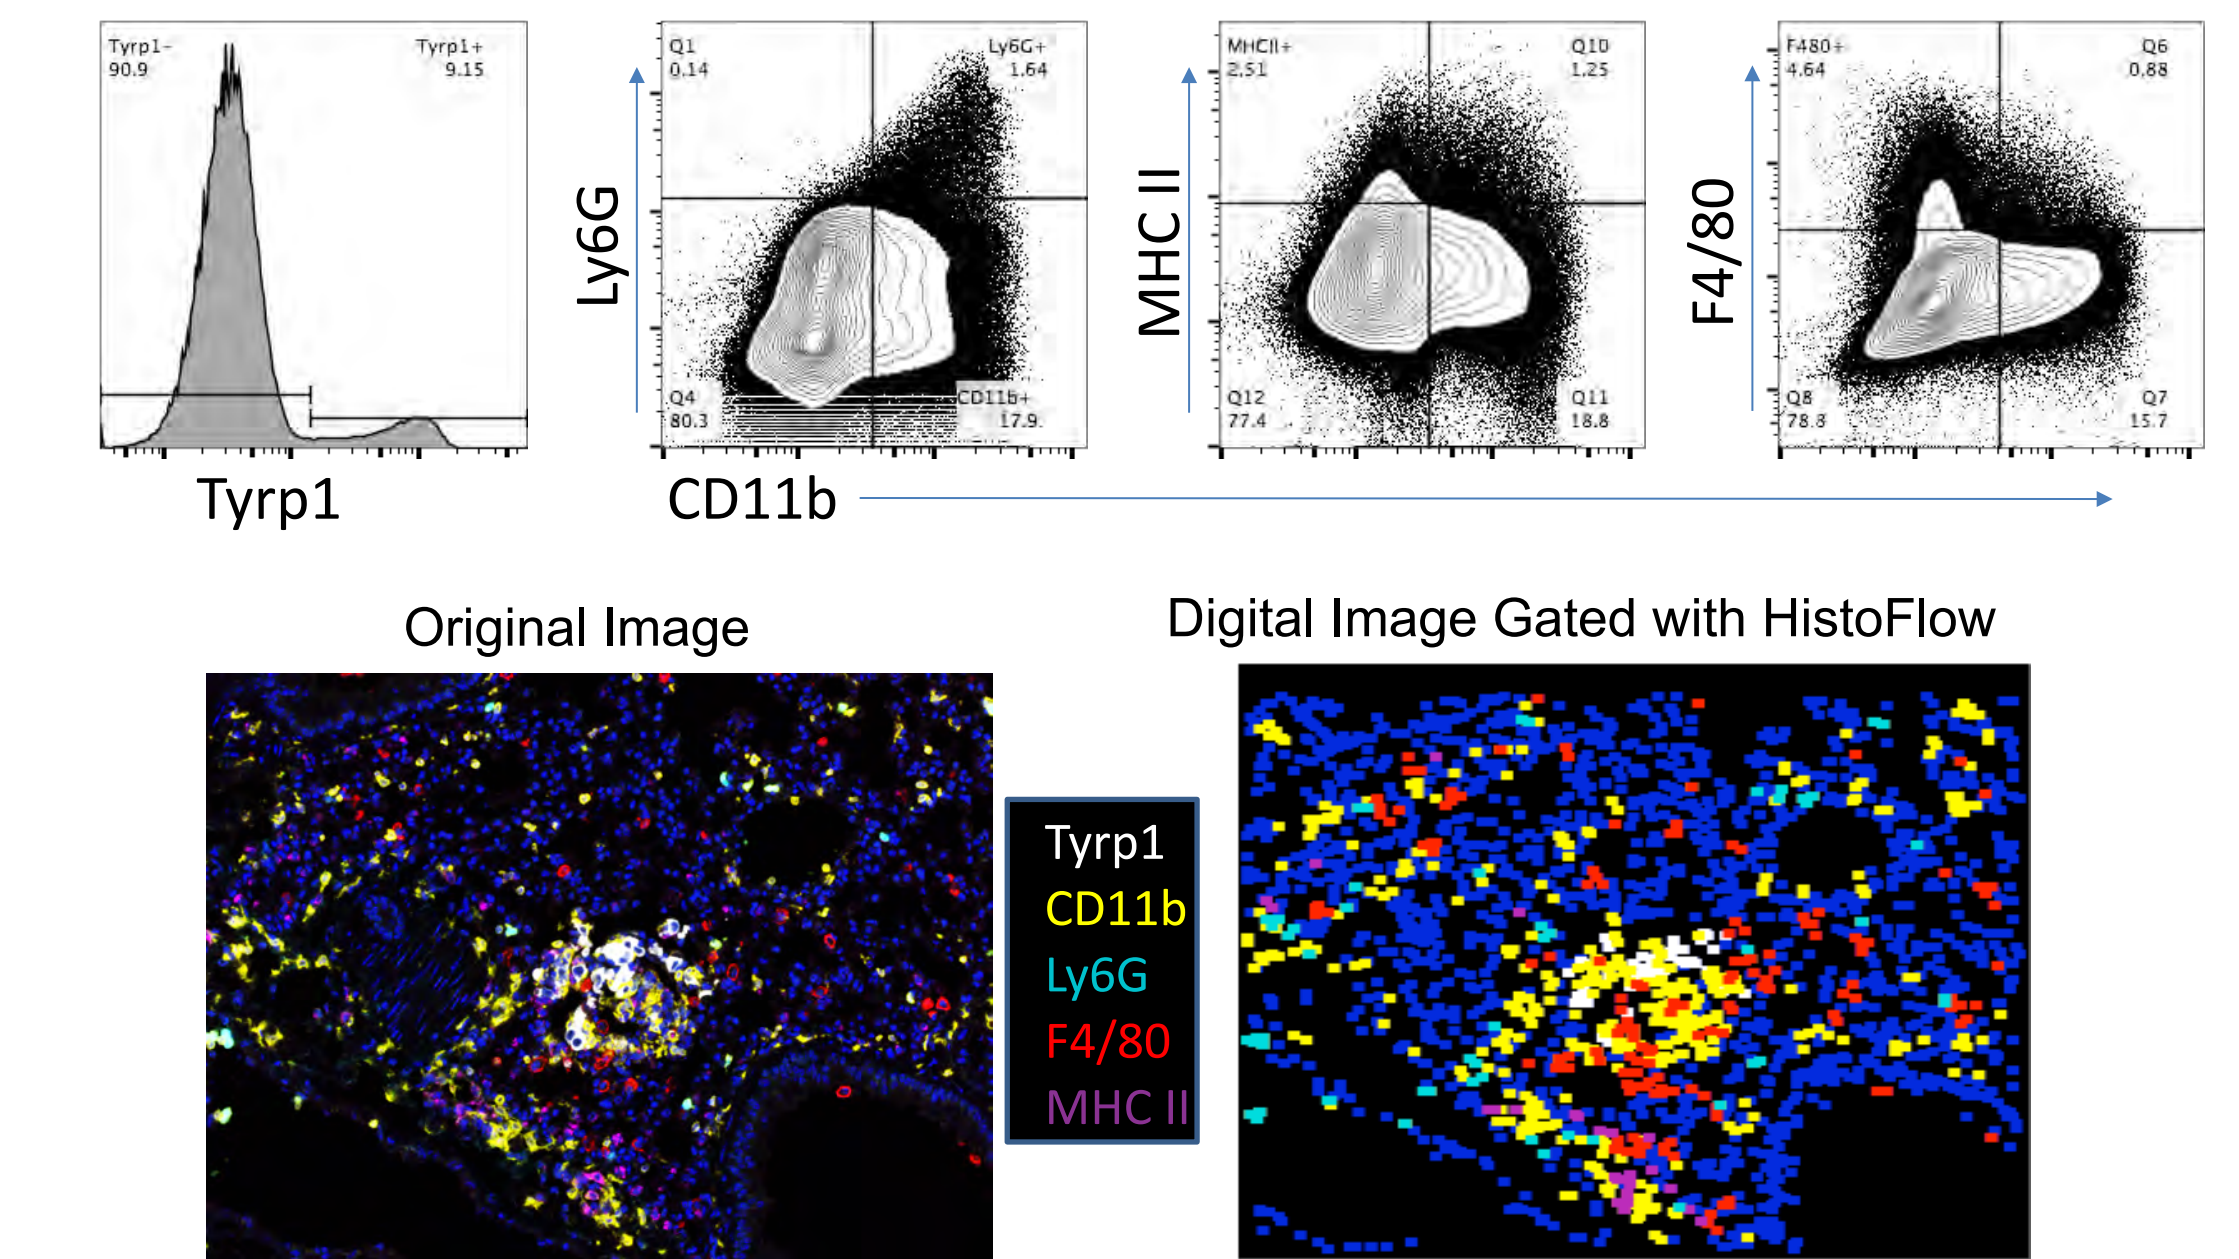 Tyrp1-
90.9
Tyrp1+
9.15
Tyrp1
Ly6G
Q1
0.14
Ly6G+
1.64
Q4
80.3
CD11b+
17.9
CD11b
MHC II
MHCII+
2.51
Q10
1.25
Q12
77.4
Q11
18.8
F4/80
F480+
4.64
Q6
0.88
Q8
78.8
Q7
15.7
Original Image
Digital Image Gated with HistoFlow
Tyrp1
CD11b
Ly6G
F4/80
MHC II